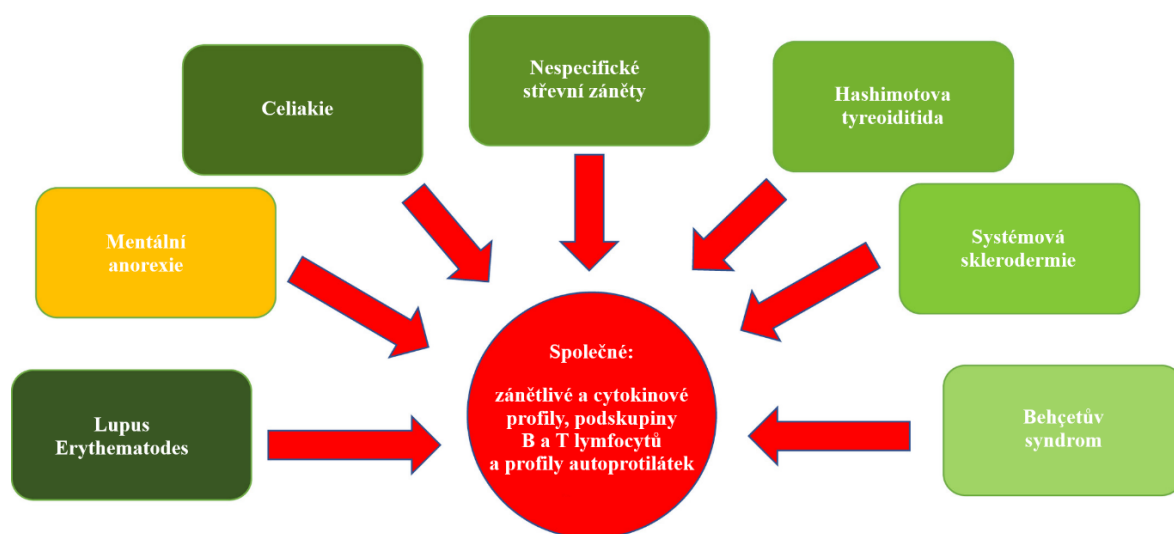 Nespecifické
střevní záněty
Celiakie
Hashimotova
tyreoiditida
Mentální
anorexie
Systémová
sklerodermie
Lupus
Erythematodes
Behçetův
syndrom
Společné:
zánětlivé a cytokinové
profily, podskupiny
B a T lymfocytů
a profily autoprotilátek